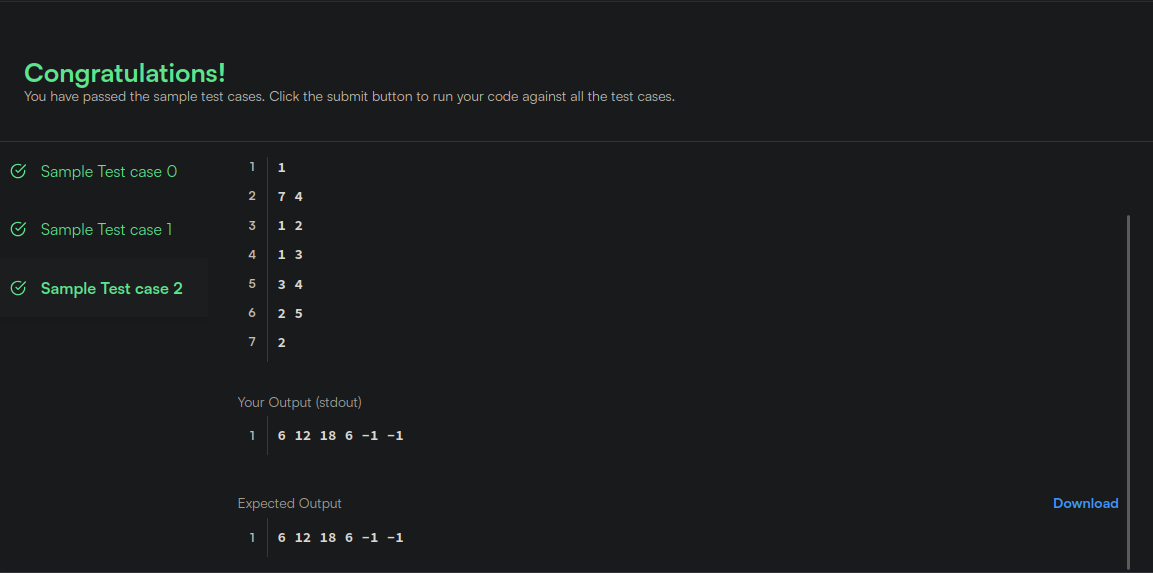 Congratulations!
You have passed the sample test cases. Click the submit button to run your code against all the test cases.
Sample Test case 0
Sample Test case 1
Sample Test case 2
1 1
2 7 4
3 1 2
4 1 3
5 3 4
6 2 5
7 2
Your Output (stdout)
1 6 12 18 6 -1 -1
Expected Output
Download
1 6 12 18 6 -1 -1